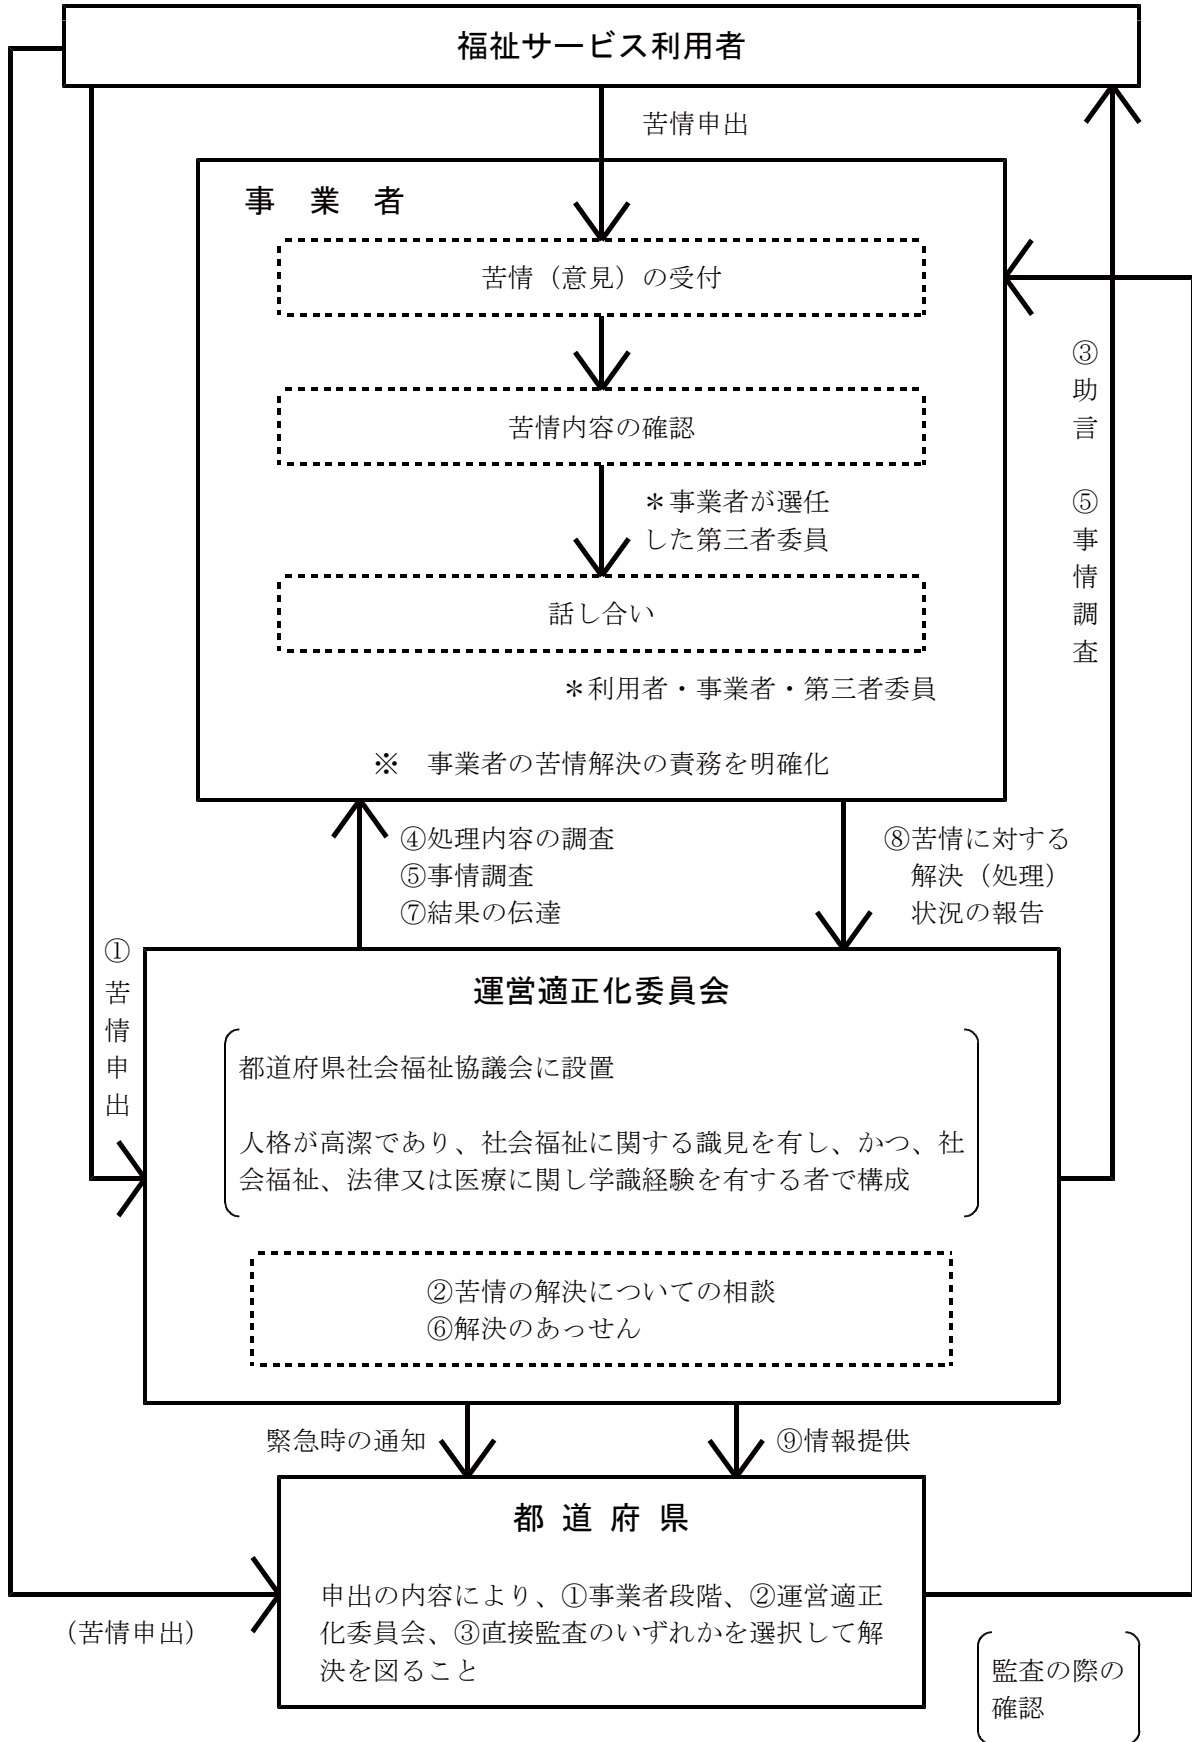 福祉サービス利用者
苦情申出
事業者
苦情（意見）の受付
苦情内容の確認
＊事業者が選任
した第三者委員
話し合い
＊利用者・事業者・第三者委員
※　事業者の苦情解決の責務を明確化
③助言　⑤事情調査
④処理内容の調査
⑤事情調査
⑦結果の伝達
⑧苦情に対する
解決（処理）
状況の報告
①苦情申出
運営適正化委員会
都道府県社会福祉協議会に設置
人格が高潔であり、社会福祉に関する識見を有し、かつ、社
会福祉、法律又は医療に関し学識経験を有する者で構成
②苦情の解決についての相談
⑥解決のあっせん
緊急時の通知
⑨情報提供
都道府県
申出の内容により、①事業者段階、②運営適正
化委員会、③直接監査のいずれかを選択して解
決を図ること
（苦情申出）
監査の際の
確認